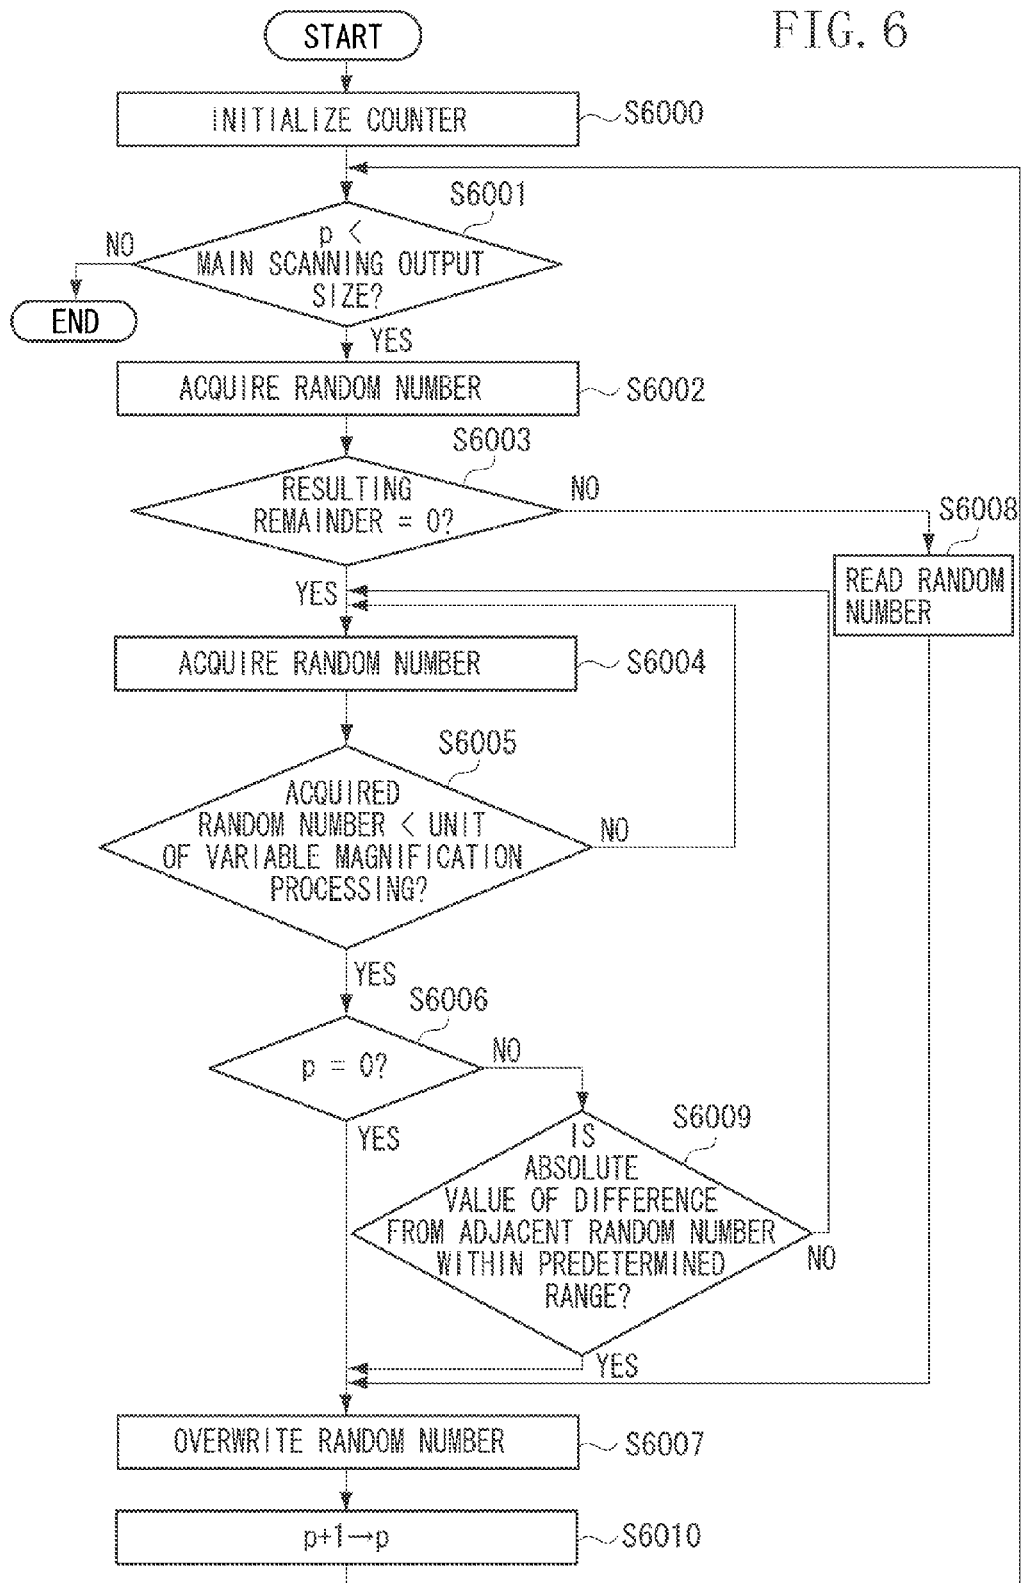 FIG. 6
START
INITIALIZE COUNTER
S6000
S6001
p <
MAIN SCANNING OUTPUT
SIZE?
NO
END
YES
ACQUIRE RANDOM NUMBER
S6002
S6003
RESULTING
REMAINDER = 0?
NO
S6008
READ RANDOM
NUMBER
YES
ACQUIRE RANDOM NUMBER
S6004
S6005
ACQUIRED
RANDOM NUMBER < UNIT
OF VARIABLE MAGNIFICATION
PROCESSING?
NO
YES
S6006
p = 0?
NO
YES
S6009
IS
ABSOLUTE
VALUE OF DIFFERENCE
FROM ADJACENT RANDOM NUMBER
WITHIN PREDETERMINED
RANGE?
NO
YES
OVERWRITE RANDOM NUMBER
S6007
p+1→p
S6010